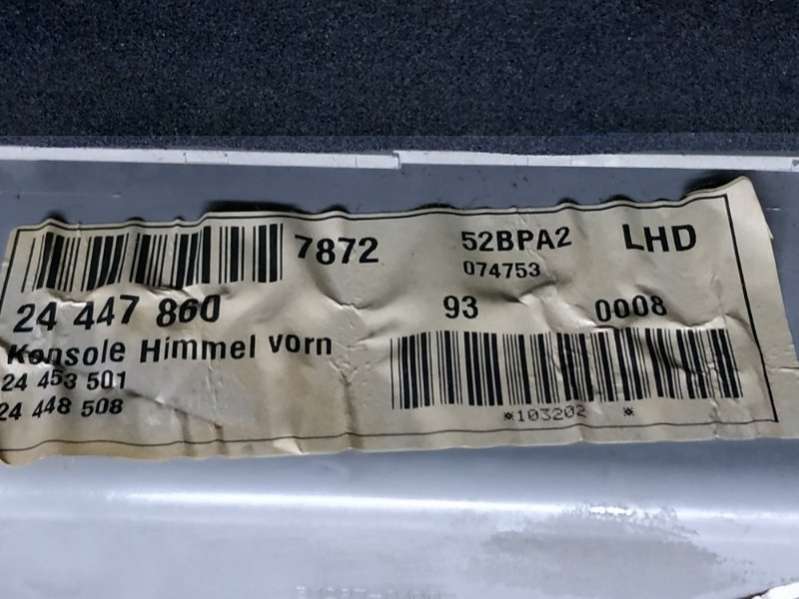 7872 52BPA2 LHD
074753
24 447 860 93 0008
Konsole Himmel vorn
24 453 501
24 448 508
*103202 *